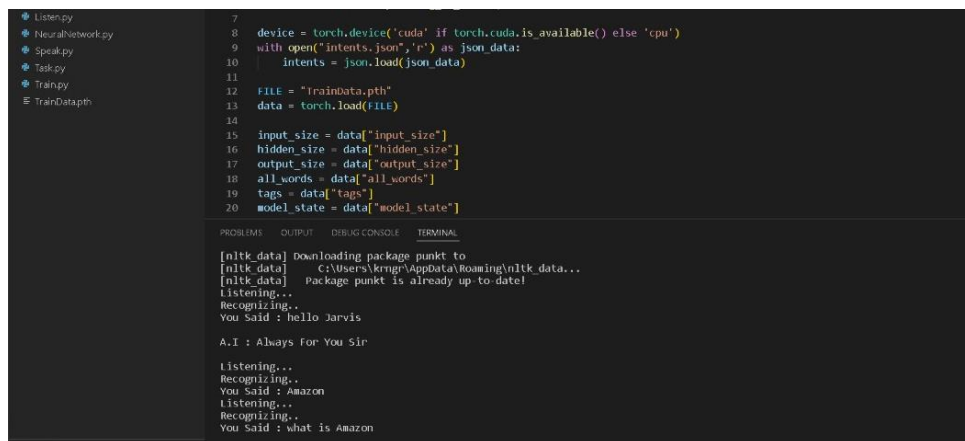 Listen.py
NeuralNetwork.py
Speak.py
Task.py
Train.py
TrainData.pth
7
8 device = torch.device('cuda' if torch.cuda.is_available() else 'cpu')
9 with open("intents.json",'r') as json_data:
10 intents = json.load(json_data)
11
12 FILE = "TrainData.pth"
13 data = torch.load(FILE)
14
15 input_size = data["input_size"]
16 hidden_size = data["hidden_size"]
17 output_size = data["output_size"]
18 all_words = data["all_words"]
19 tags = data["tags"]
20 model_state = data["model_state"]
PROBLEMS OUTPUT DEBUG CONSOLE TERMINAL
[nltk_data] Downloading package punkt to
[nltk_data] C:\Users\krngr\AppData\Roaming\nltk_data...
[nltk_data] Package punkt is already up-to-date!
Listening...
Recognizing..
You Said : hello Jarvis
A.I : Always For You Sir
Listening...
Recognizing..
You Said : Amazon
Listening...
Recognizing..
You Said : what is Amazon